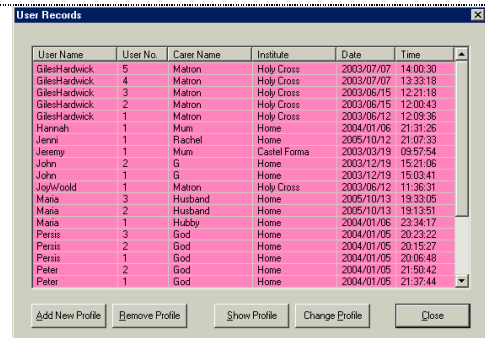 User Records
User Name User No. Carer Name Institute Date Time
GilesHardwick 5 Matron Holy Cross 2003/07/07 14:00:30
GilesHardwick 4 Matron Holy Cross 2003/07/07 13:33:18
GilesHardwick 3 Matron Holy Cross 2003/06/15 12:21:18
GilesHardwick 2 Matron Holy Cross 2003/06/15 12:00:43
GilesHardwick 1 Matron Holy Cross 2003/06/12 12:09:36
Hannah 1 Mum Home 2004/01/06 21:31:26
Jenni 1 Rachel Home 2005/10/12 21:07:33
Jeremy 1 Mum Castel Forma 2003/03/19 09:57:54
John 2 G Home 2003/12/19 15:21:06
John 1 G Home 2003/12/19 15:03:41
JoyWoold 1 Matron Holy Cross 2003/06/12 11:36:31
Maria 3 Husband Home 2005/10/13 19:33:05
Maria 2 Husband Home 2005/10/13 19:13:51
Maria 1 Hubby Home 2004/01/06 23:34:17
Persis 3 God Home 2004/01/05 20:23:22
Persis 2 God Home 2004/01/05 20:15:27
Persis 1 God Home 2004/01/05 20:06:48
Peter 2 God Home 2004/01/05 21:50:42
Peter 1 God Home 2004/01/05 21:37:44
Add New Profile Remove Profile Show Profile Change Profile Close